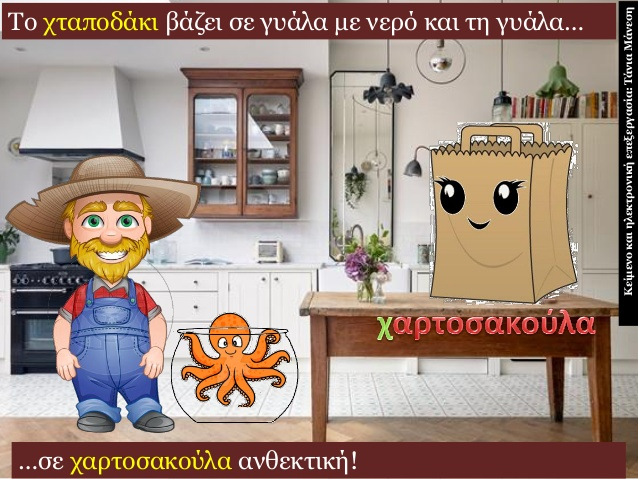 Το χταποδάκι βάζει σε γυάλα με νερό και τη γυάλα...
Κείμενο και ηλεκτρονική επεξεργασία: Τάνια Μάνεση
χαρτοσακούλα
...σε χαρτοσακούλα ανθεκτική!